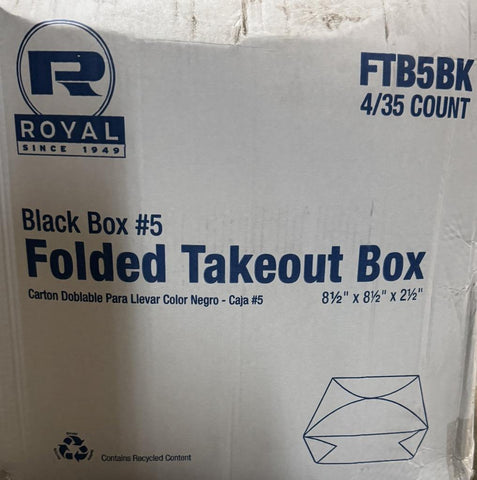 R
ROYAL
SINCE 1949
FTB5BK
4/35 COUNT
Black Box #5
Folded Takeout Box
Carton Doblable Para Llevar Color Negro - Caja #5
8½" x 8½" x 2½"
Contains Recycled Content